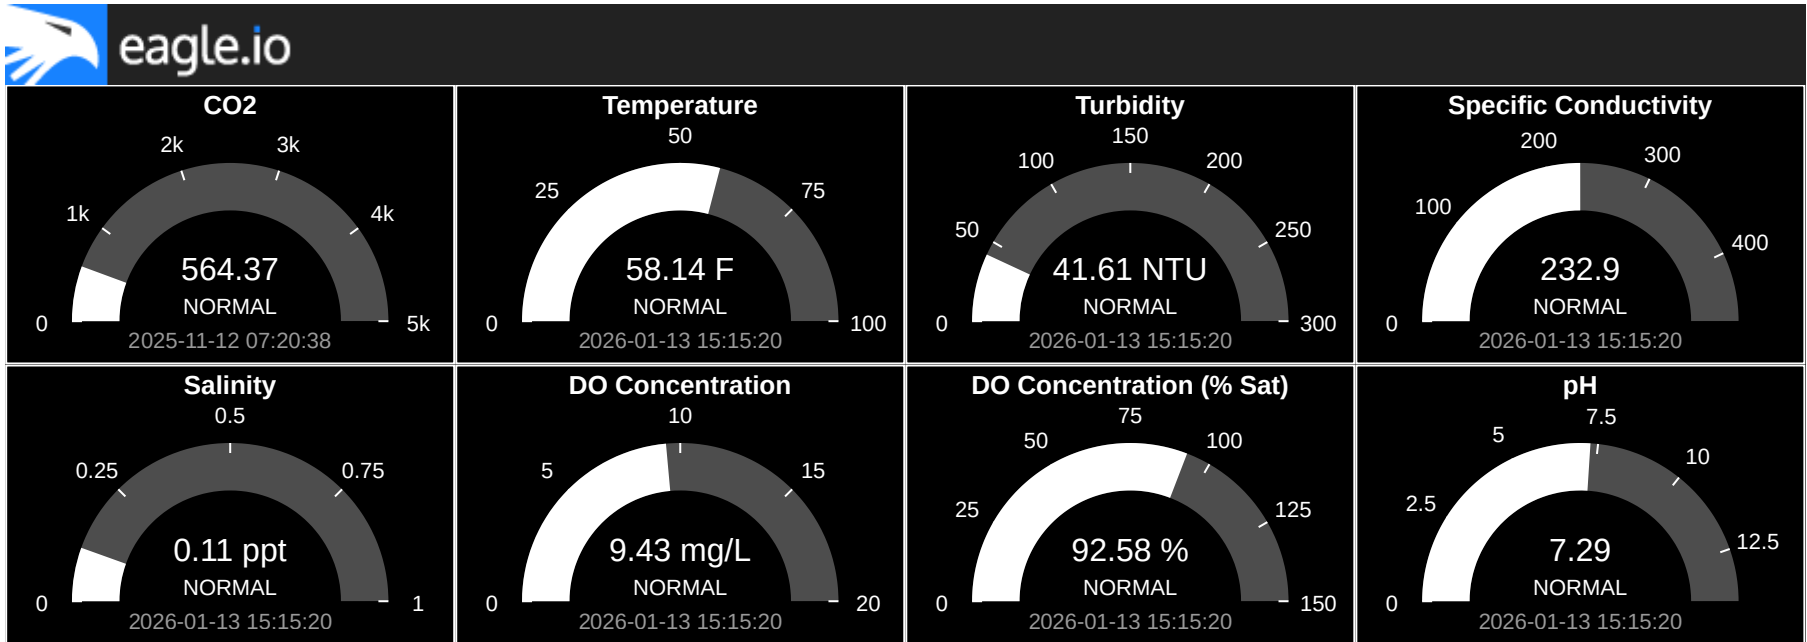 eagle.io
CO2
0
1k
2k
3k
4k
5k
564.37
NORMAL
2025-11-12 07:20:38
Temperature
0
25
50
75
100
58.14 F
NORMAL
2026-01-13 15:15:20
Turbidity
0
50
100
150
200
250
300
41.61 NTU
NORMAL
2026-01-13 15:15:20
Specific Conductivity
0
100
200
300
400
232.9
NORMAL
2026-01-13 15:15:20
Salinity
0
0.25
0.5
0.75
1
0.11 ppt
NORMAL
2026-01-13 15:15:20
DO Concentration
0
5
10
15
20
9.43 mg/L
NORMAL
2026-01-13 15:15:20
DO Concentration (% Sat)
0
25
50
75
100
125
150
92.58 %
NORMAL
2026-01-13 15:15:20
pH
0
2.5
5
7.5
10
12.5
7.29
NORMAL
2026-01-13 15:15:20